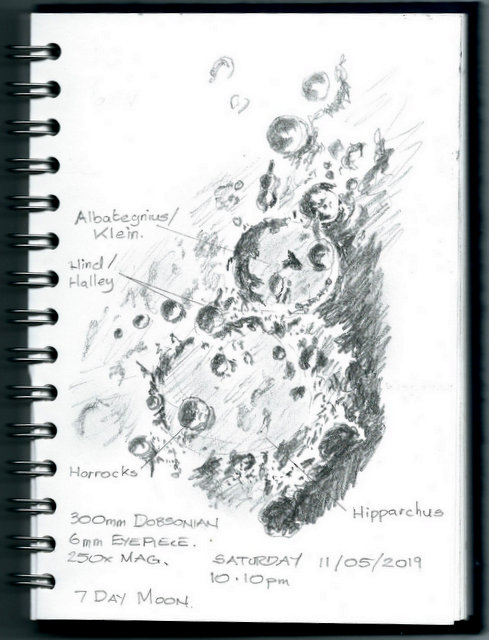 Albategnius/
Klein.
Hind/
Halley
Horrocks
Hipparchus
300mm DOBSONIAN
6mm EYEPIECE.
250x MAG.
SATURDAY 11/05/2019
10.10pm
7 DAY MOON.